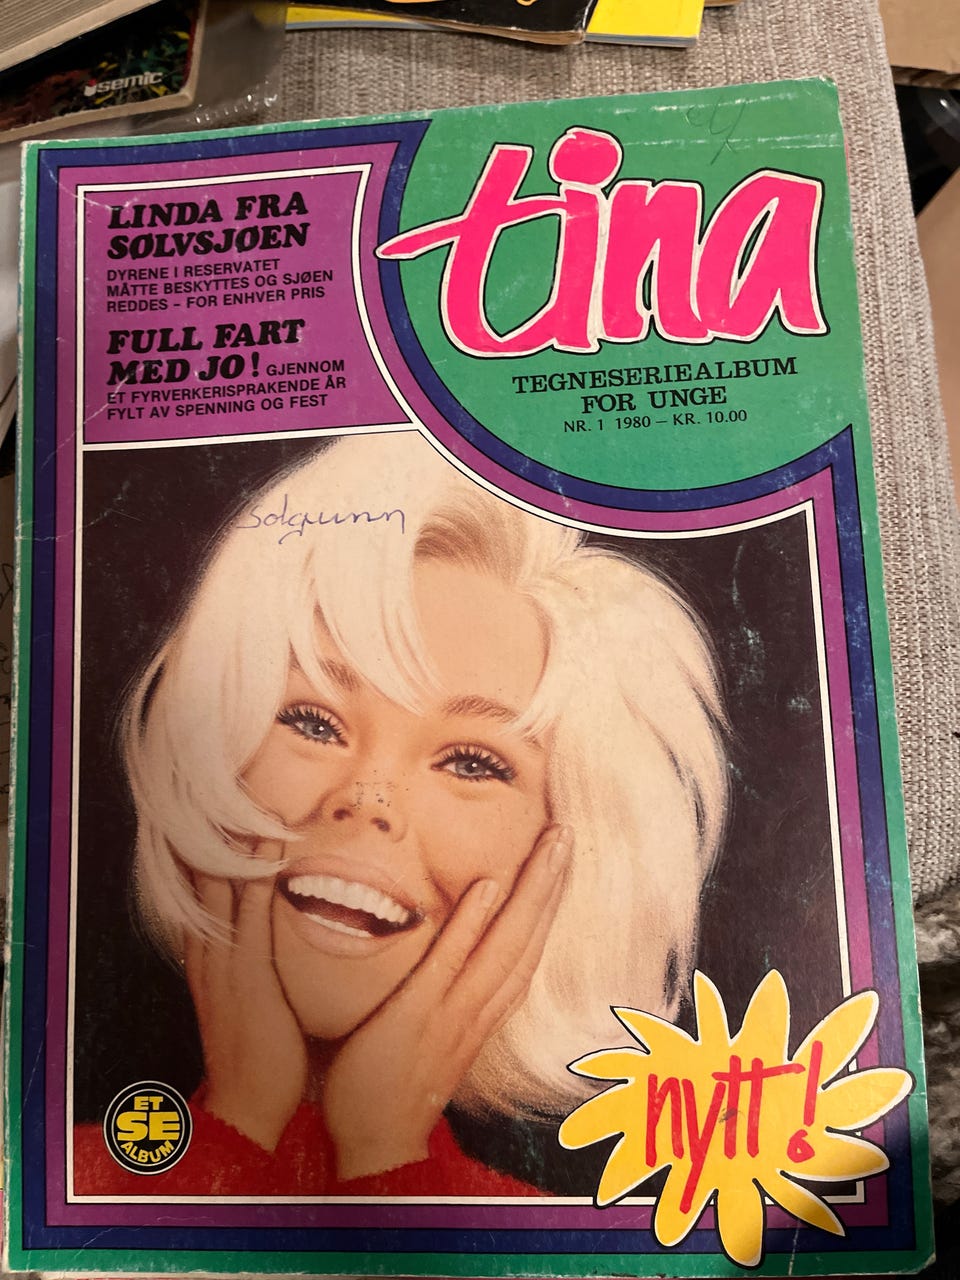 semic
tina
LINDA FRA
SØLVSJØEN
DYRENE I RESERVATET
MÅTTE BESKYTTES OG SJØEN
REDDES – FOR ENHVER PRIS
FULL FART
MED JO! GJENNOM
ET FYRVERKERISPRAKENDE ÅR
FYLT AV SPENNING OG FEST
TEGNESERIEALBUM
FOR UNGE
NR. 1 1980 – KR. 10.00
Solgunn
nytt!
ET
SE
ALBUM